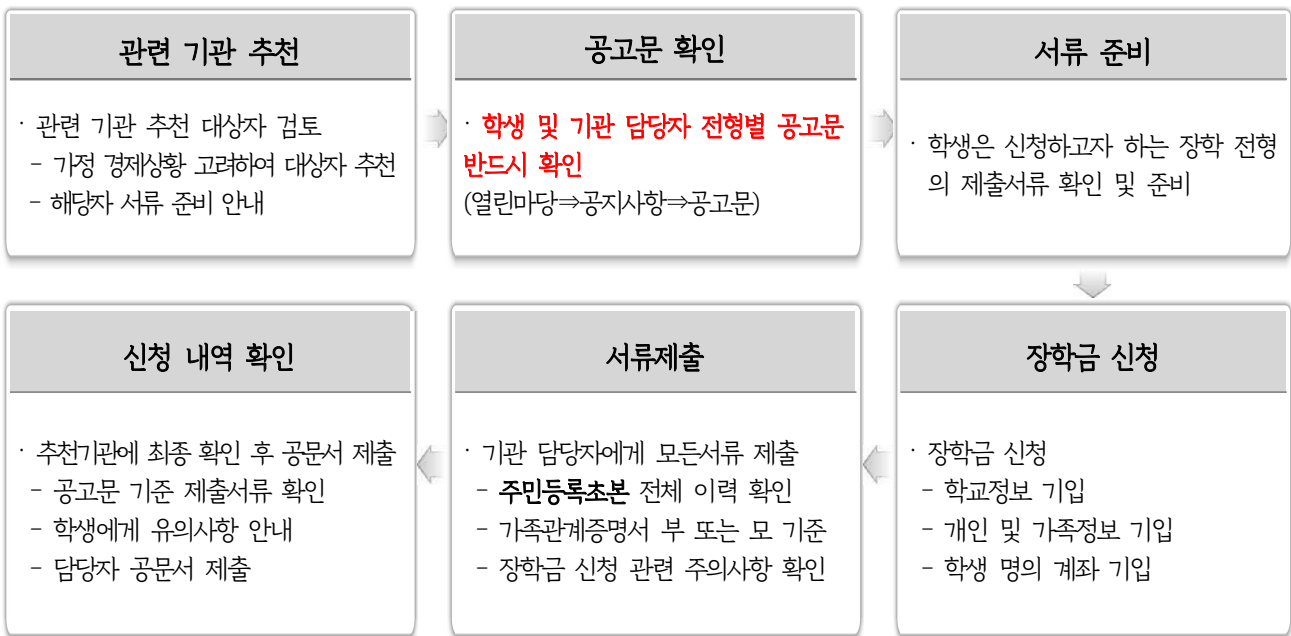 관련 기관 추천
· 관련 기관 추천 대상자 검토
- 가정 경제상황 고려하여 대상자 추천
- 해당자 서류 준비 안내
공고문 확인
· 학생 및 기관 담당자 전형별 공고문
반드시 확인
(열린마당⇒공지사항⇒공고문)
서류 준비
· 학생은 신청하고자 하는 장학 전형
의 제출서류 확인 및 준비
장학금 신청
· 장학금 신청
- 학교정보 기입
- 개인 및 가족정보 기입
- 학생 명의 계좌 기입
서류제출
· 기관 담당자에게 모든서류 제출
- 주민등록초본 전체 이력 확인
- 가족관계증명서 부 또는 모 기준
- 장학금 신청 관련 주의사항 확인
신청 내역 확인
· 추천기관에 최종 확인 후 공문서 제출
- 공고문 기준 제출서류 확인
- 학생에게 유의사항 안내
- 담당자 공문서 제출